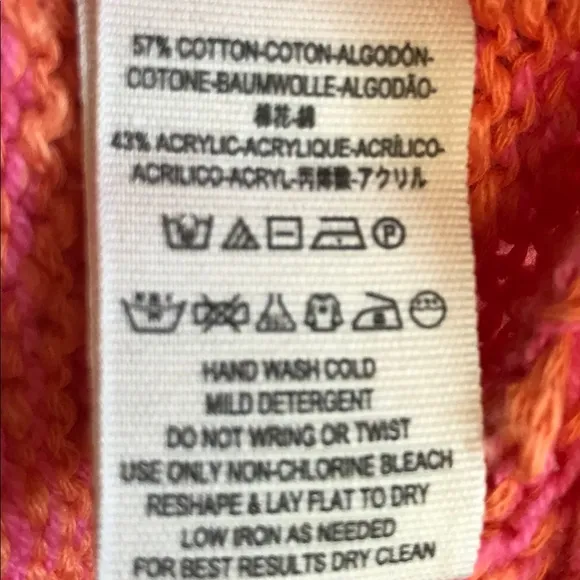 57% COTTON-COTON-ALGODÓN-
COTONE-BAUMWOLLE-ALGODÃO-
棉花-綿
43% ACRYLIC-ACRYLIQUE-ACRÍLICO-
ACRILICO-ACRYL-丙烯酸-アクリル
P
HAND WASH COLD
MILD DETERGENT
DO NOT WRING OR TWIST
USE ONLY NON-CHLORINE BLEACH
RESHAPE & LAY FLAT TO DRY
LOW IRON AS NEEDED
FOR BEST RESULTS DRY CLEAN